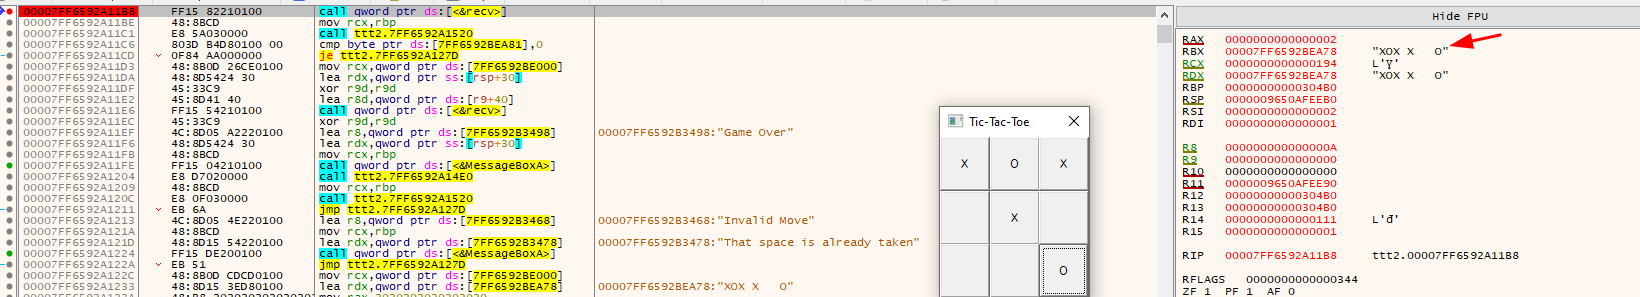 00007FF6592A11B8 FF15 82210100 call qword ptr ds:[<&recv>]
00007FF6592A11BE 48:8BCD mov rcx,rbp
00007FF6592A11C1 E8 5A030000 call ttt2.7FF6592A1520
00007FF6592A11C6 803D B4D80100 00 cmp byte ptr ds:[7FF6592BEA81],0
00007FF6592A11CD 0F84 AA000000 je ttt2.7FF6592A127D
00007FF6592A11D3 48:8B0D 26CE0100 mov rcx,qword ptr ds:[7FF6592BE000]
00007FF6592A11DA 48:8D5424 30 lea rdx,qword ptr ss:[rsp+30]
00007FF6592A11DF 45:33C9 xor r9d,r9d
00007FF6592A11E2 45:8D41 40 lea r8d,qword ptr ds:[r9+40]
00007FF6592A11E6 FF15 54210100 call qword ptr ds:[<&recv>]
00007FF6592A11EC 45:33C9 xor r9d,r9d
00007FF6592A11EF 4C:8D05 A2220100 lea r8,qword ptr ds:[7FF6592B3498] 00007FF6592B3498:"Game Over"
00007FF6592A11F6 48:8D5424 30 lea rdx,qword ptr ss:[rsp+30]
00007FF6592A11FB 48:8BCD mov rcx,rbp
00007FF6592A11FE FF15 04210100 call qword ptr ds:[<&MessageBoxA>]
00007FF6592A1204 E8 D7020000 call ttt2.7FF6592A14E0
00007FF6592A1209 48:8BCD mov rcx,rbp
00007FF6592A120C E8 0F030000 call ttt2.7FF6592A1520
00007FF6592A1211 EB 6A jmp ttt2.7FF6592A127D
00007FF6592A1213 4C:8D05 4E220100 lea r8,qword ptr ds:[7FF6592B3468] 00007FF6592B3468:"Invalid Move"
00007FF6592A121A 48:8BCD mov rcx,rbp
00007FF6592A121D 48:8D15 54220100 lea rdx,qword ptr ds:[7FF6592B3478] 00007FF6592B3478:"That space is already taken"
00007FF6592A1224 FF15 DE200100 call qword ptr ds:[<&MessageBoxA>]
00007FF6592A122A EB 51 jmp ttt2.7FF6592A127D
00007FF6592A122C 48:8B0D CDCD0100 mov rcx,qword ptr ds:[7FF6592BE000]
00007FF6592A1233 48:8D15 3ED80100 lea rdx,qword ptr ds:[7FF6592BEA78] 00007FF6592BEA78:"XOX X   O"
Tic-Tac-Toe
X O X
X
O
Hide FPU
RAX 0000000000000002
RBX 00007FF6592BEA78 "XOX X   O"
RCX 0000000000000194 L'Ɣ'
RDX 00007FF6592BEA78 "XOX X   O"
RBP 00000000000304B0
RSP 0000009650AFEEB0
RSI 0000000000000002
RDI 0000000000000001
R8 000000000000000A
R9 0000000000000000
R10 0000000000000000
R11 0000009650AFEE90
R12 00000000000304B0
R13 00000000000304B0
R14 0000000000000111 L'đ'
R15 0000000000000001
RIP 00007FF6592A11B8 ttt2.00007FF6592A11B8
RFLAGS 0000000000000344
ZF 1 PF 1 AF 0